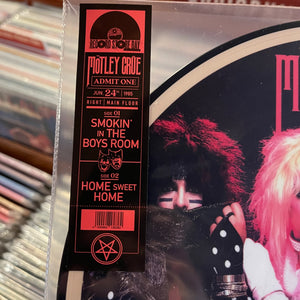 RECORD STORE DAY
MÖTLEY CRÜE
ADMIT ONE
JUN 24TH 1985
RIGHT MAIN FLOOR
SIDE 01
SMOKIN'
IN THE
BOYS ROOM
SIDE 02
HOME SWEET
HOME